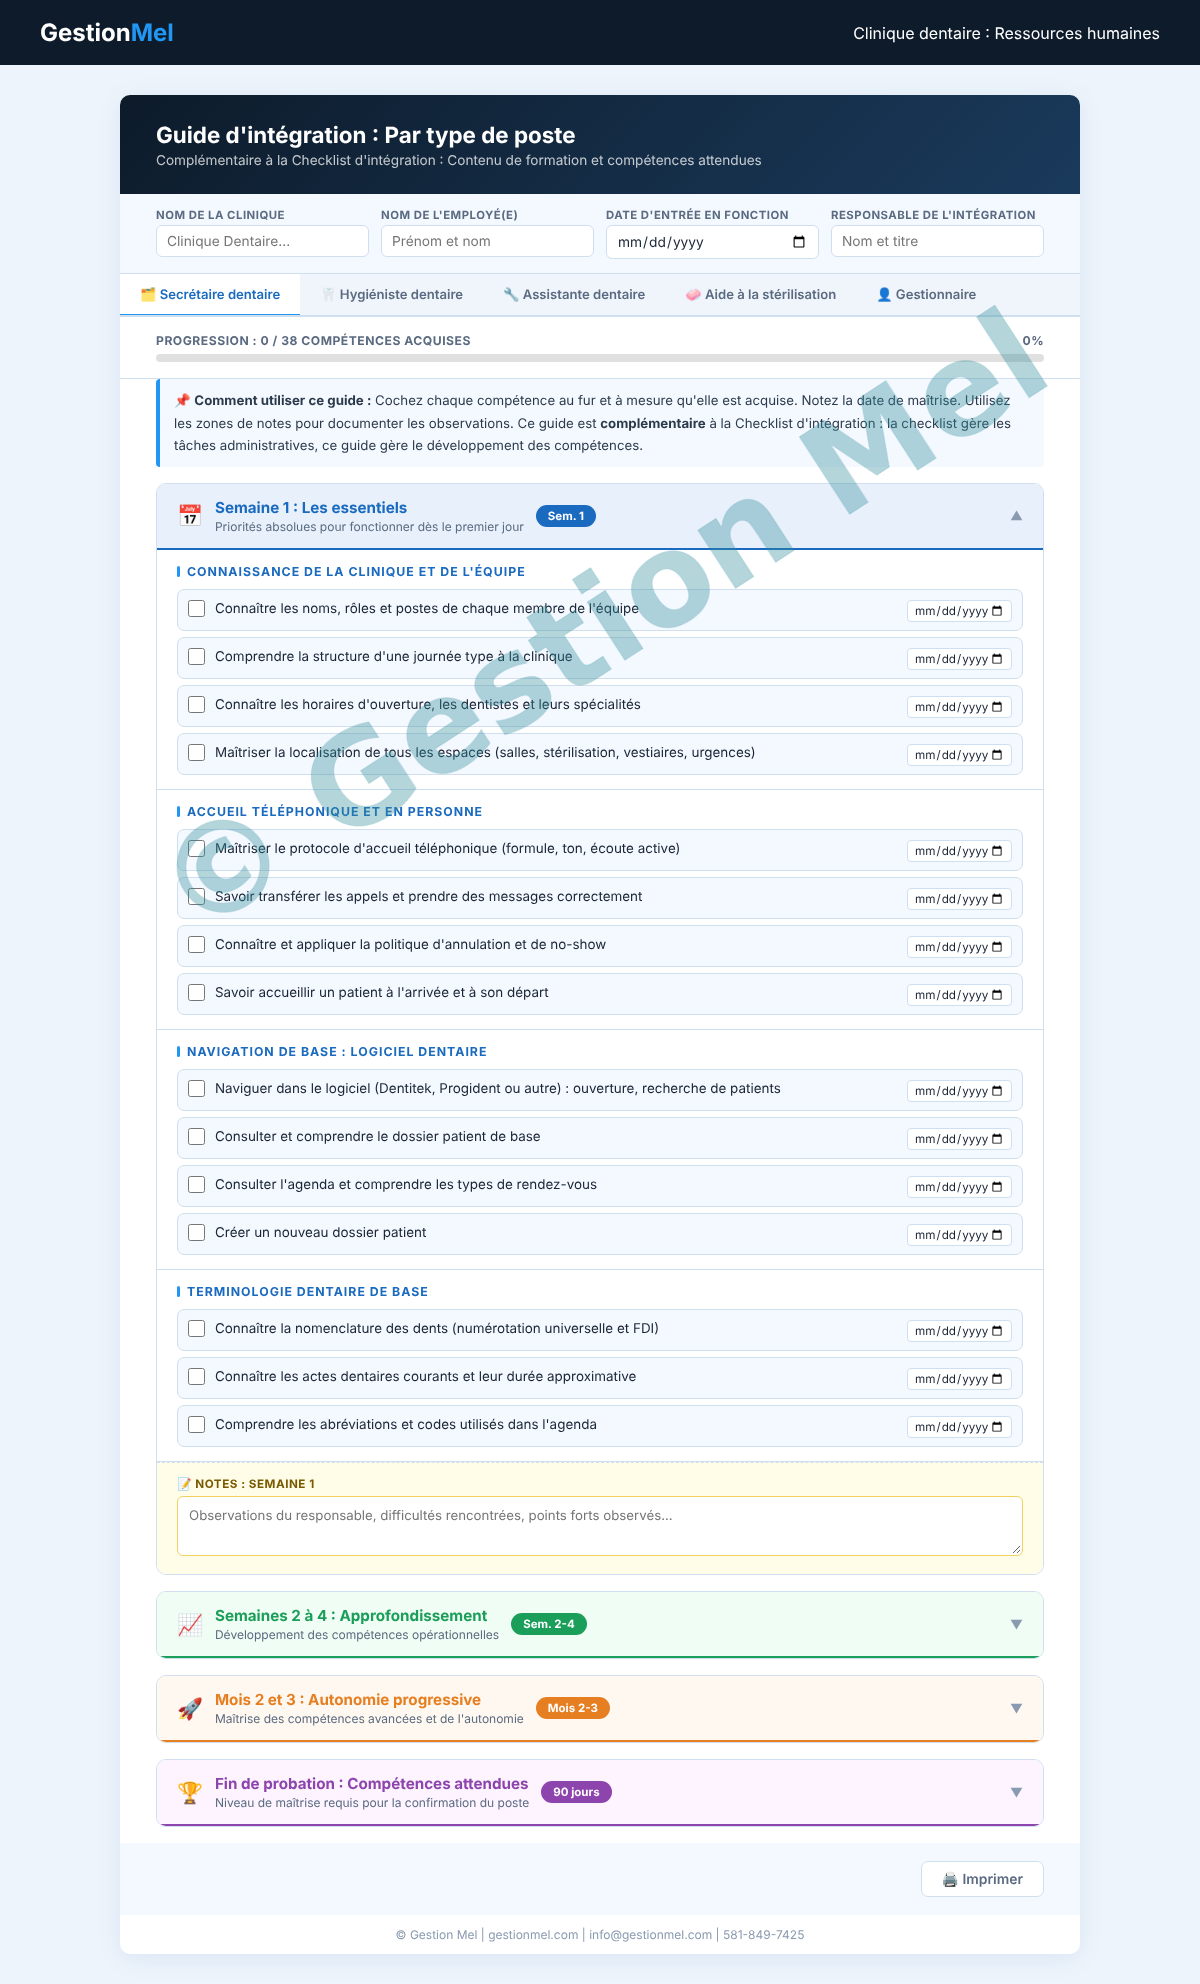 GestionMel
Clinique dentaire : Ressources humaines
Guide d'intégration : Par type de poste
Complémentaire à la Checklist d'intégration : Contenu de formation et compétences attendues
NOM DE LA CLINIQUE
NOM DE L'EMPLOYÉ(E)
DATE D'ENTRÉE EN FONCTION
RESPONSABLE DE L'INTÉGRATION
Clinique Dentaire...
Prénom et nom
mm/dd/yyyy
Nom et titre
Secrétaire dentaire
Hygiéniste dentaire
Assistante dentaire
Aide à la stérilisation
Gestionnaire
PROGRESSION : 0 / 38 COMPÉTENCES ACQUISES
0%
Comment utiliser ce guide : Cochez chaque compétence au fur et à mesure qu'elle est acquise. Notez la date de maîtrise. Utilisez
les zones de notes pour documenter les observations. Ce guide est complémentaire à la Checklist d'intégration : la checklist gère les
tâches administratives, ce guide gère le développement des compétences.
Semaine 1 : Les essentiels
Priorités absolues pour fonctionner dès le premier jour
Sem. 1
CONNAISSANCE DE LA CLINIQUE ET DE L'ÉQUIPE
Connaître les noms, rôles et postes de chaque membre de l'équipe
mm/dd/yyyy
Comprendre la structure d'une journée type à la clinique
mm/dd/yyyy
Connaître les horaires d'ouverture, les dentistes et leurs spécialités
mm/dd/yyyy
Maîtriser la localisation de tous les espaces (salles, stérilisation, vestiaires, urgences)
mm/dd/yyyy
ACCUEIL TÉLÉPHONIQUE ET EN PERSONNE
Maîtriser le protocole d'accueil téléphonique (formule, ton, écoute active)
mm/dd/yyyy
Savoir transférer les appels et prendre des messages correctement
mm/dd/yyyy
Connaître et appliquer la politique d'annulation et de no-show
mm/dd/yyyy
Savoir accueillir un patient à l'arrivée et à son départ
mm/dd/yyyy
NAVIGATION DE BASE : LOGICIEL DENTAIRE
Naviguer dans le logiciel (Dentitek, Progident ou autre) : ouverture, recherche de patients
mm/dd/yyyy
Consulter et comprendre le dossier patient de base
mm/dd/yyyy
Consulter l'agenda et comprendre les types de rendez-vous
mm/dd/yyyy
Créer un nouveau dossier patient
mm/dd/yyyy
TERMINOLOGIE DENTAIRE DE BASE
Connaître la nomenclature des dents (numérotation universelle et FDI)
mm/dd/yyyy
Connaître les actes dentaires courants et leur durée approximative
mm/dd/yyyy
Comprendre les abréviations et codes utilisés dans l'agenda
mm/dd/yyyy
NOTES : SEMAINE 1
Observations du responsable, difficultés rencontrées, points forts observés...
Semaines 2 à 4 : Approfondissement
Développement des compétences opérationnelles
Sem. 2-4
Mois 2 et 3 : Autonomie progressive
Maîtrise des compétences avancées et de l'autonomie
Mois 2-3
Fin de probation : Compétences attendues
Niveau de maîtrise requis pour la confirmation du poste
90 jours
Imprimer
© Gestion Mel | gestionmel.com | info@gestionmel.com | 581-849-7425
© Gestion Mel